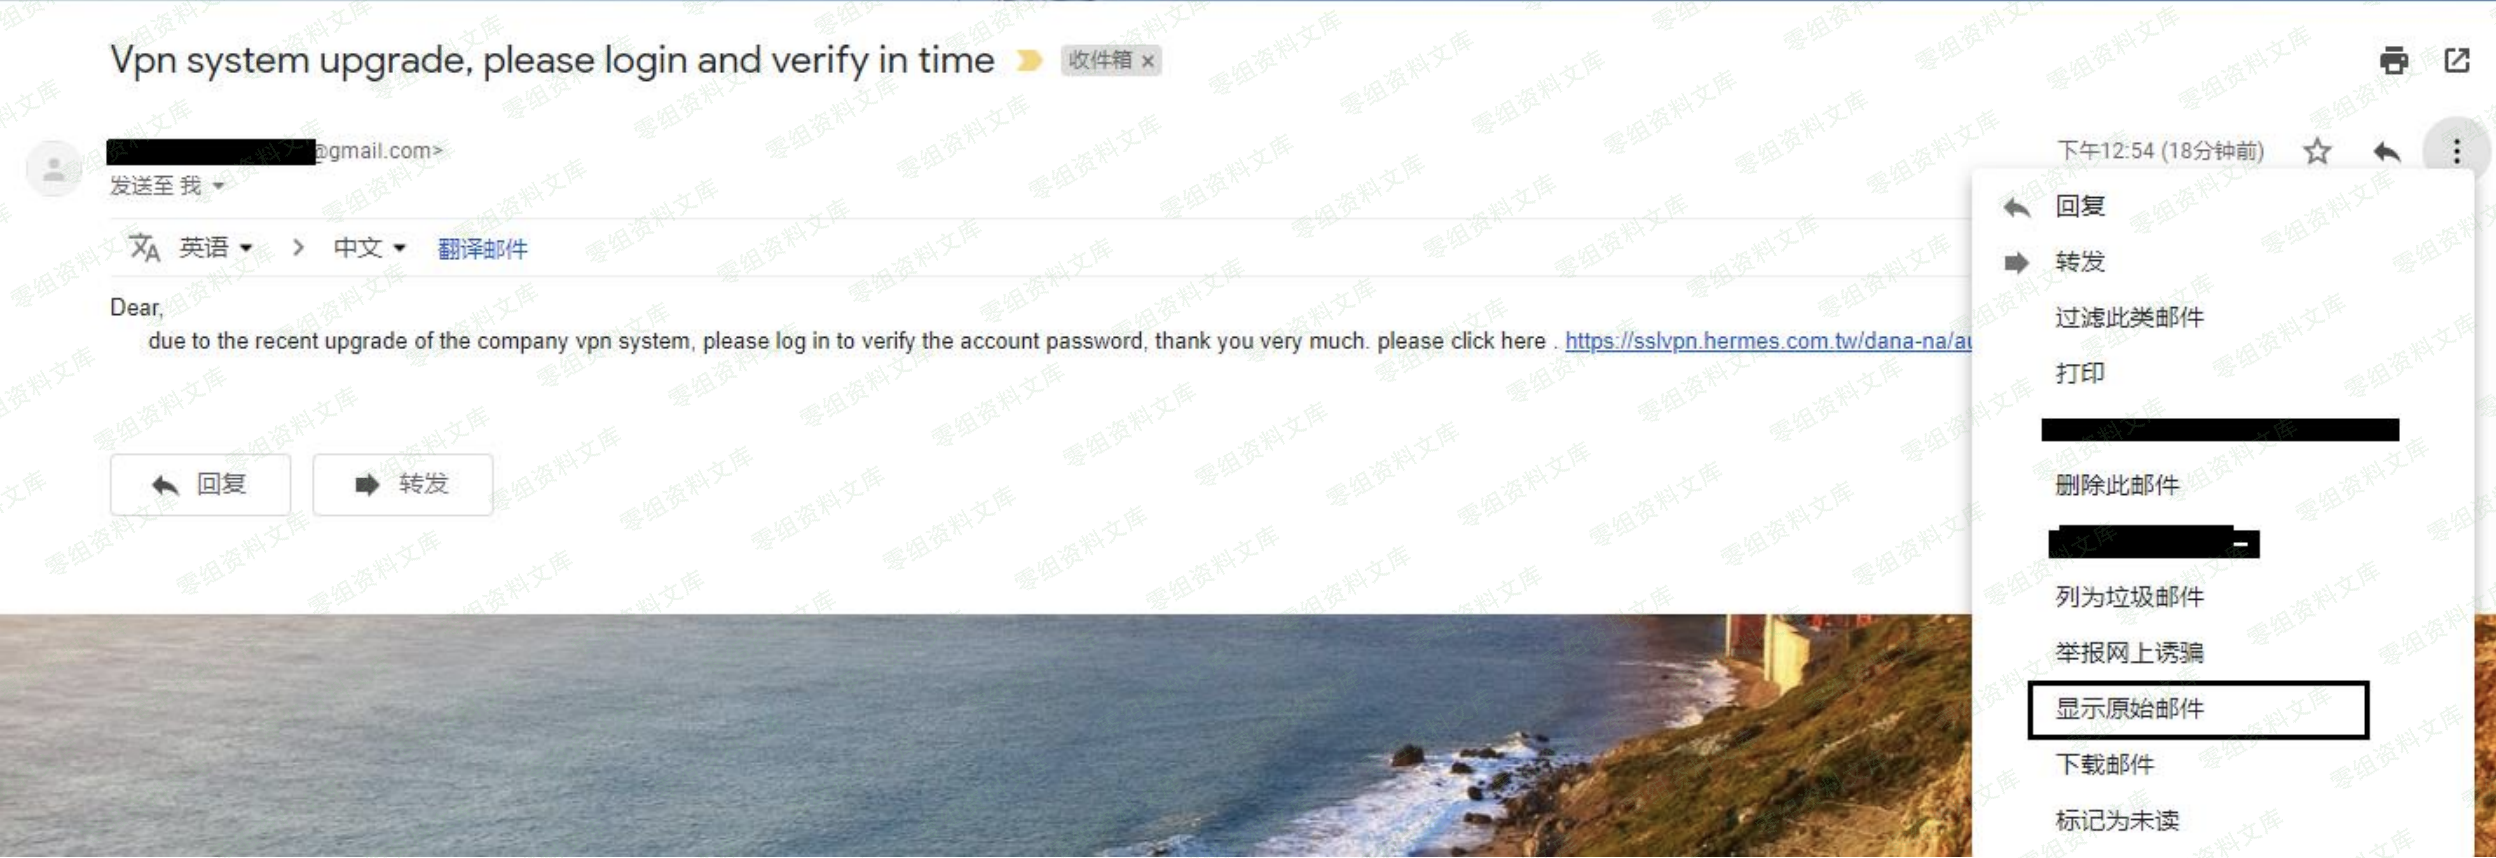 Vpn system upgrade, please login and verify in time 收件箱 ×
@gmail.com>
下午12:54 (18分钟前)
发送至 我
英语 > 中文 翻译邮件
Dear,
due to the recent upgrade of the company vpn system, please log in to verify the account password, thank you very much. please click here . https://sslvpn.hermes.com.tw/dana-na/au
回复 转发
回复
转发
过滤此类邮件
打印
删除此邮件
列为垃圾邮件
举报网上诱骗
显示原始邮件
下载邮件
标记为未读
零组资料文库